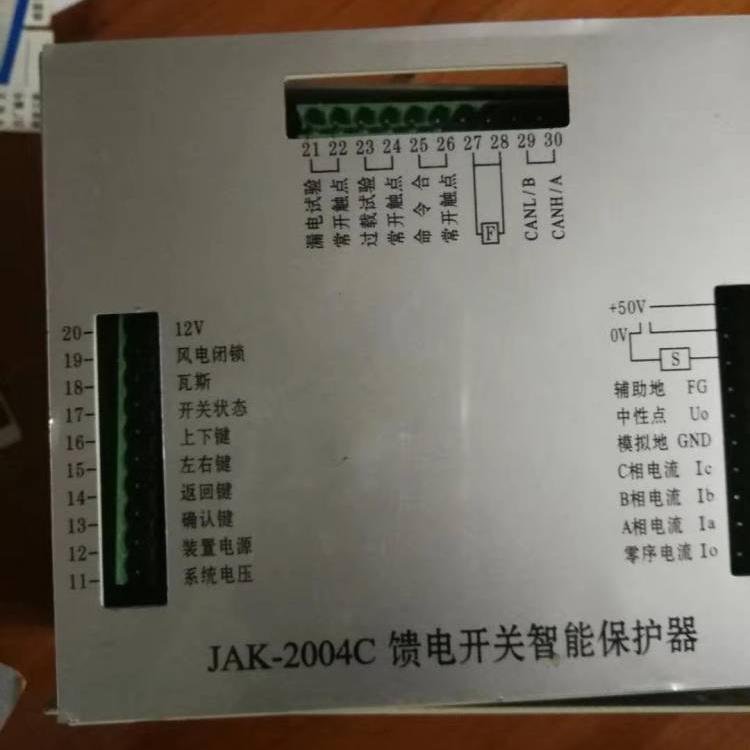 21 22 23 24 25 26 27 28 29 30
漏电试验
常开触点
过载试验
常开触点
命令合
常开触点
F
CANL/B
CANH/A
20 12V
19 风电闭锁
18 瓦斯
17 开关状态
16 上下键
15 左右键
14 返回键
13 确认键
12 装置电源
11 系统电压
+50V
0V
S
辅助地 FG
中性点 Uo
模拟地 GND
C相电流 Ic
B相电流 Ib
A相电流 Ia
零序电流 Io
JAK-2004C 馈电开关智能保护器